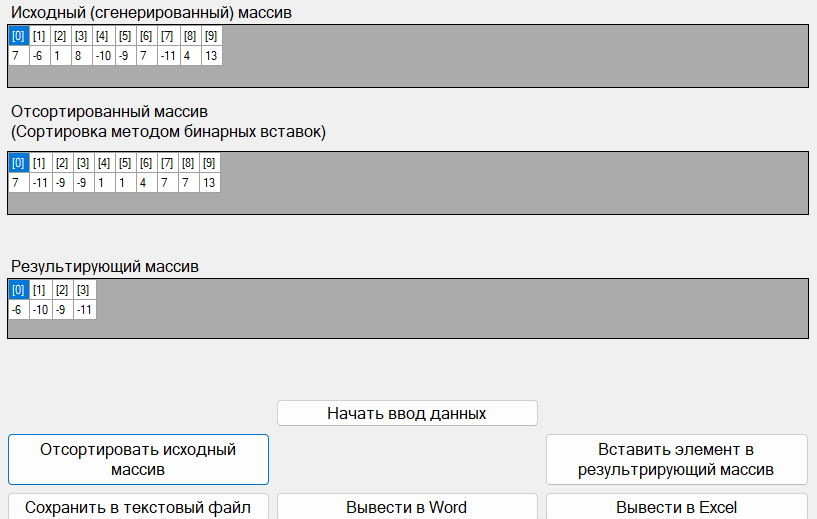 Исходный (сгенерированный) массив
[0] [1] [2] [3] [4] [5] [6] [7] [8] [9]
7 -6 1 8 -10 -9 7 -11 4 13
Отсортированный массив
(Сортировка методом бинарных вставок)
[0] [1] [2] [3] [4] [5] [6] [7] [8] [9]
7 -11 -9 -9 1 1 4 7 7 13
Результирующий массив
[0] [1] [2] [3]
-6 -10 -9 -11
Начать ввод данных
Отсортировать исходный
массив
Вставить элемент в
результрирующий массив
Сохранить в текстовый файл
Вывести в Word
Вывести в Excel